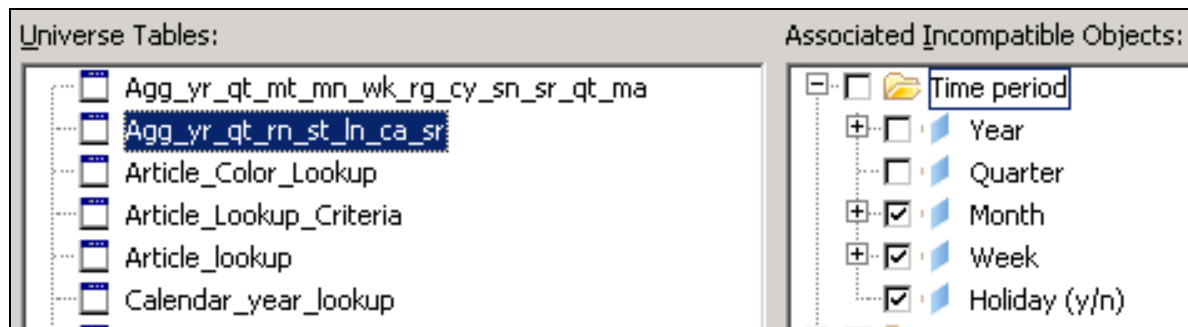 Universe Tables:
Agg_yr_qt_mt_mn_wk_rg_cy_sn_sr_qt_ma
Agg_yr_qt_rn_st_ln_ca_sr
Article_Color_Lookup
Article_Lookup_Criteria
Article_lookup
Calendar_year_lookup
Associated Incompatible Objects:
Time period
Year
Quarter
Month
Week
Holiday (y/n)